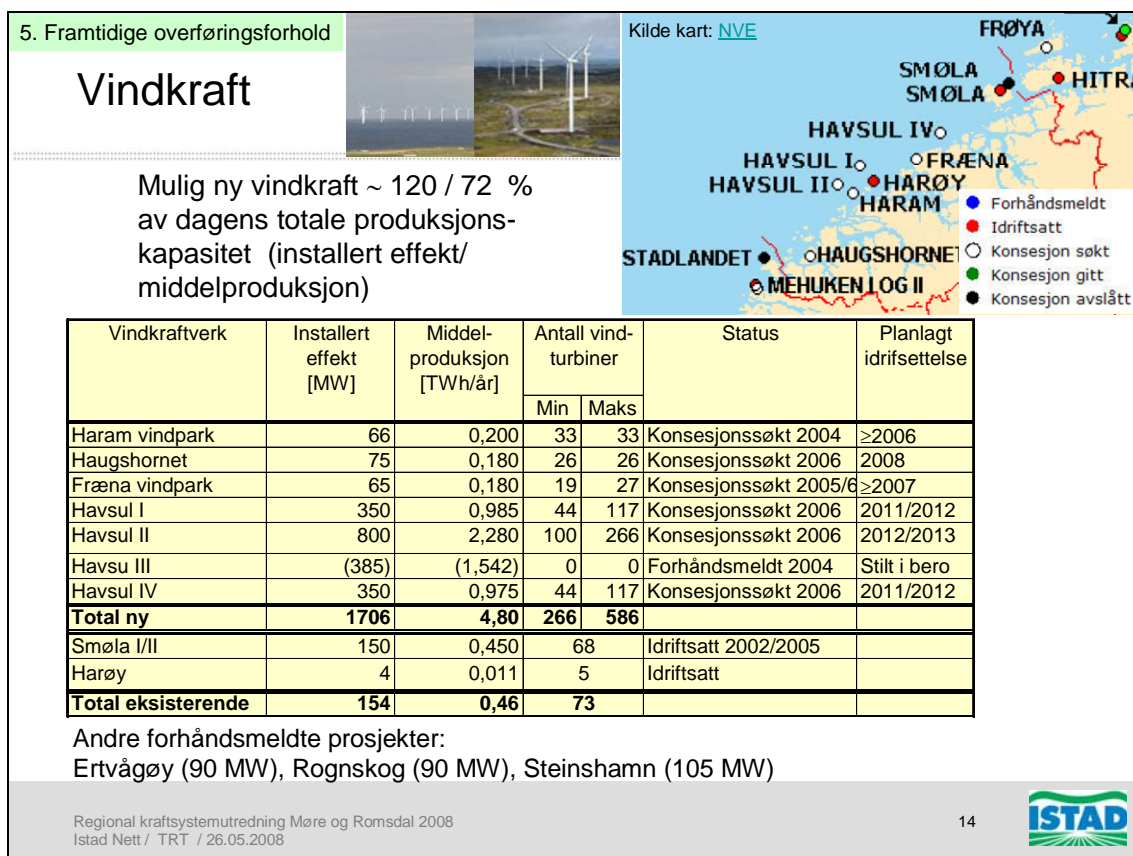 5. Framtidige overføringsforhold
Vindkraft
Kilde kart: NVE
FRØYA
SMØLA
SMØLA
HITRA
HAVSUL IV
HAVSUL I
FRÆNA
HAVSUL II
HARØY
HARAM
STADLANDET
HAUGSHORNET
MEHUKEN I OG II
Forhåndsmeldt
Idriftsatt
Konsesjon søkt
Konsesjon gitt
Konsesjon avslått
Mulig ny vindkraft ~ 120 / 72 %
av dagens totale produksjons-
kapasitet (installert effekt/
middelproduksjon)
Vindkraftverk Installert effekt [MW] Middel-produksjon [TWh/år] Antall vind-turbiner Status Planlagt idrifsettelse
Min Maks
Haram vindpark 66 0,200 33 33 Konsesjonssøkt 2004 ≥2006
Haugshornet 75 0,180 26 26 Konsesjonssøkt 2006 2008
Fræna vindpark 65 0,180 19 27 Konsesjonssøkt 2005/6 ≥2007
Havsul I 350 0,985 44 117 Konsesjonssøkt 2006 2011/2012
Havsul II 800 2,280 100 266 Konsesjonssøkt 2006 2012/2013
Havsu III (385) (1,542) 0 0 Forhåndsmeldt 2004 Stilt i bero
Havsul IV 350 0,975 44 117 Konsesjonssøkt 2006 2011/2012
Total ny 1706 4,80 266 586
Smøla I/II 150 0,450 68 Idriftsatt 2002/2005
Harøy 4 0,011 5 Idriftsatt
Total eksisterende 154 0,46 73
Andre forhåndsmeldte prosjekter:
Ertvågøy (90 MW), Rognskog (90 MW), Steinshamn (105 MW)
Regional kraftsystemutredning Møre og Romsdal 2008
Istad Nett / TRT / 26.05.2008
14
ISTAD